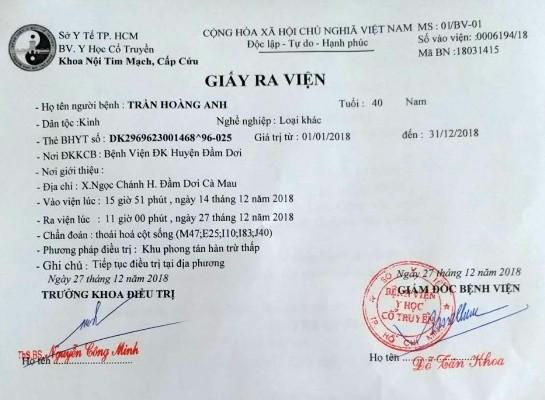 Sở Y Tế TP. HCM
BV. Y Học Cổ Truyền
Khoa Nội Tim Mạch, Cấp Cứu
CỘNG HÒA XÃ HỘI CHỦ NGHĨA VIỆT NAM
Độc lập - Tự do - Hạnh phúc
MS : 01/BV-01
Số vào viện: :0006194/18
Mã BN :18031415
GIẤY RA VIỆN
- Họ tên người bệnh : TRẦN HOÀNG ANH Tuổi : 40 Nam
- Dân tộc :Kinh Nghề nghiệp : Loại khác
- Thẻ BHYT số : DK2969623001468^96-025 Giá trị từ : 01/01/2018 đến : 31/12/2018
- Nơi ĐKKCB : Bệnh Viện ĐK Huyện Đầm Dơi
- Nơi giới thiệu :
- Địa chỉ : X.Ngọc Chánh H. Đầm Dơi Cà Mau
- Vào viện lúc : 15 giờ 51 phút , ngày 14 tháng 12 năm 2018
- Ra viện lúc : 11 giờ 00 phút , ngày 27 tháng 12 năm 2018
- Chẩn đoán : thoái hoá cột sống (M47;E25;I10;I83;J40)
- Phương pháp điều trị : Khu phong tán hàn trừ thấp
- Ghi chú : Tiếp tục điều trị tại địa phương
Ngày 27 tháng 12 năm 2018
TRƯỞNG KHOA ĐIỀU TRỊ
Ngày 27 tháng 12 năm 2018
GIÁM ĐỐC BỆNH VIỆN
BỆNH VIỆN
Y HỌC
CỔ TRUYỀN
ThS.BS. Nguyễn Công Minh
Họ tên
Họ tên Đỗ Tân Khoa